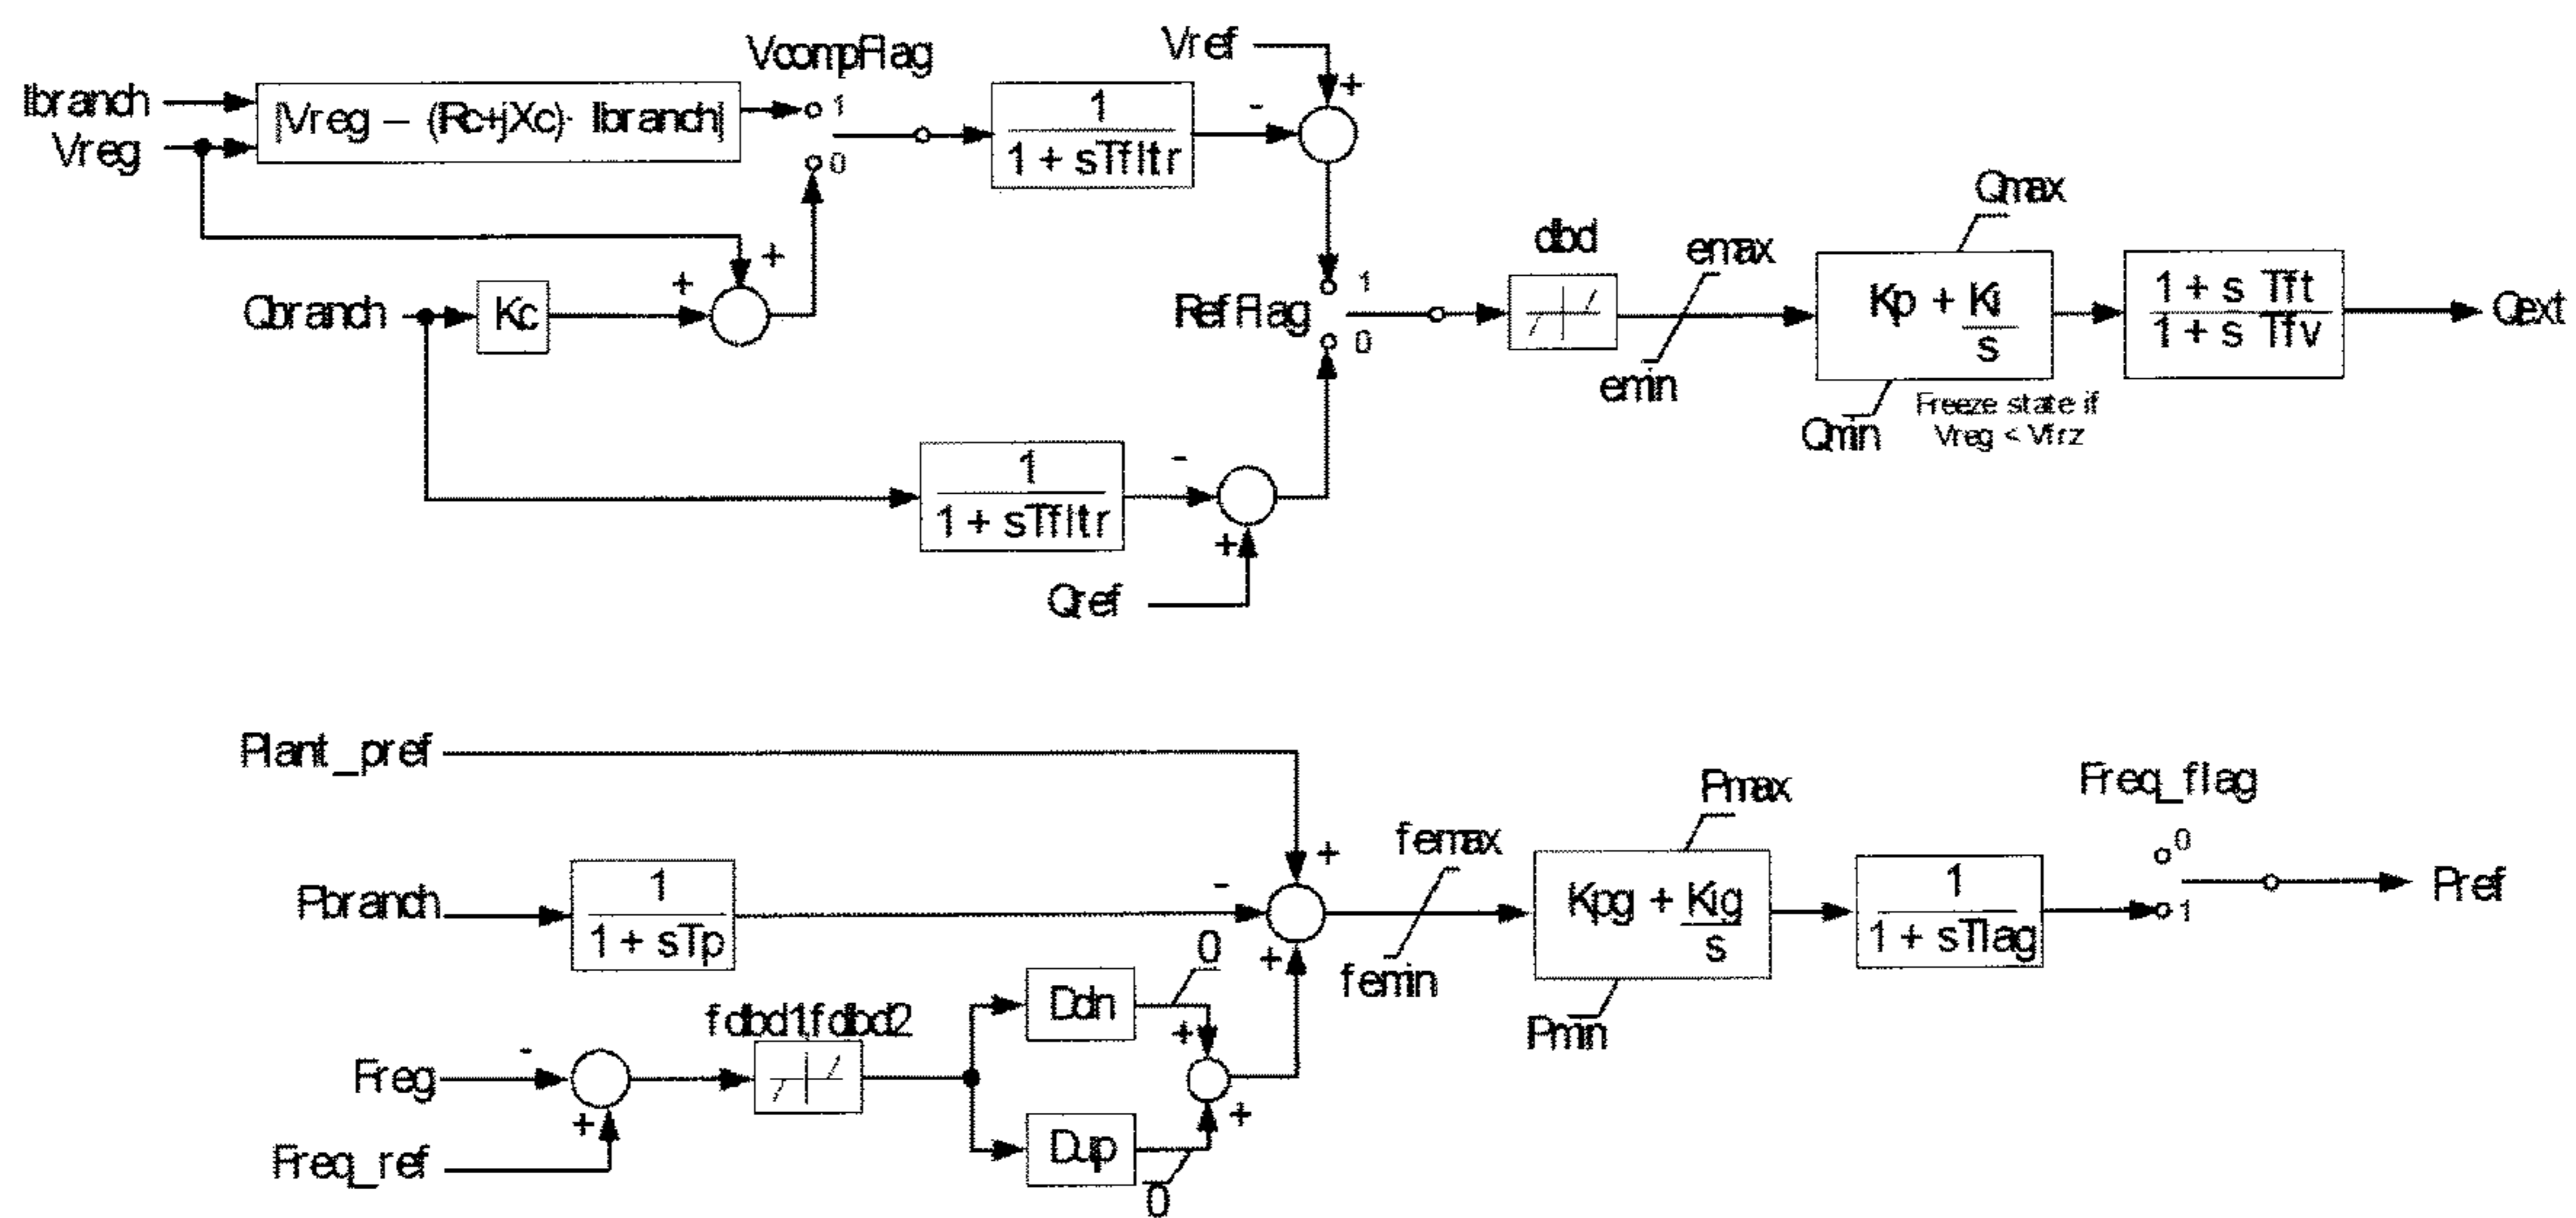 Ibranch
Vreg
|Vreg – (Rc+jXc)· Ibranch|
VcompFlag
1
0
1
1 + sTfltr
Vref
+
-
Qbranch
Kc
+
+
1
1 + sTfltr
-
+
Qref
RefFlag
1
0
dbd
emax
emin
Qmax
Kp + Ki
s
Qmin
Freeze state if
Vreg < Vfrz
1 + s Tft
1 + s Tfv
Qext
Plant_pref
Pbranch
1
1 + sTp
-
+
+
Freg
-
+
Freq_ref
fdbd1,fdbd2
Ddn
0
+
Dup
0
+
femax
femin
Pmax
Kpg + Kig
s
Pmin
1
1 + sTlag
Freq_flag
0
1
Pref